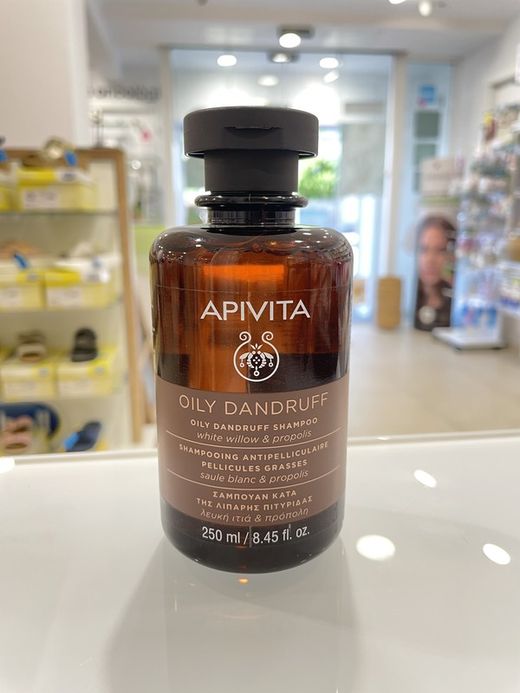 APIVITA
OILY DANDRUFF
OILY DANDRUFF SHAMPOO
white willow & propolis
SHAMPOOING ANTIPELLICULAIRE
PELLICULES GRASSES
saule blanc & propolis
ΣΑΜΠΟΥΑΝ ΚΑΤΑ
ΤΗΣ ΛΙΠΑΡΗΣ ΠΙΤΥΡΙΔΑΣ
λευκή ιτιά & πρόπολη
250 ml / 8.45 fl. oz.